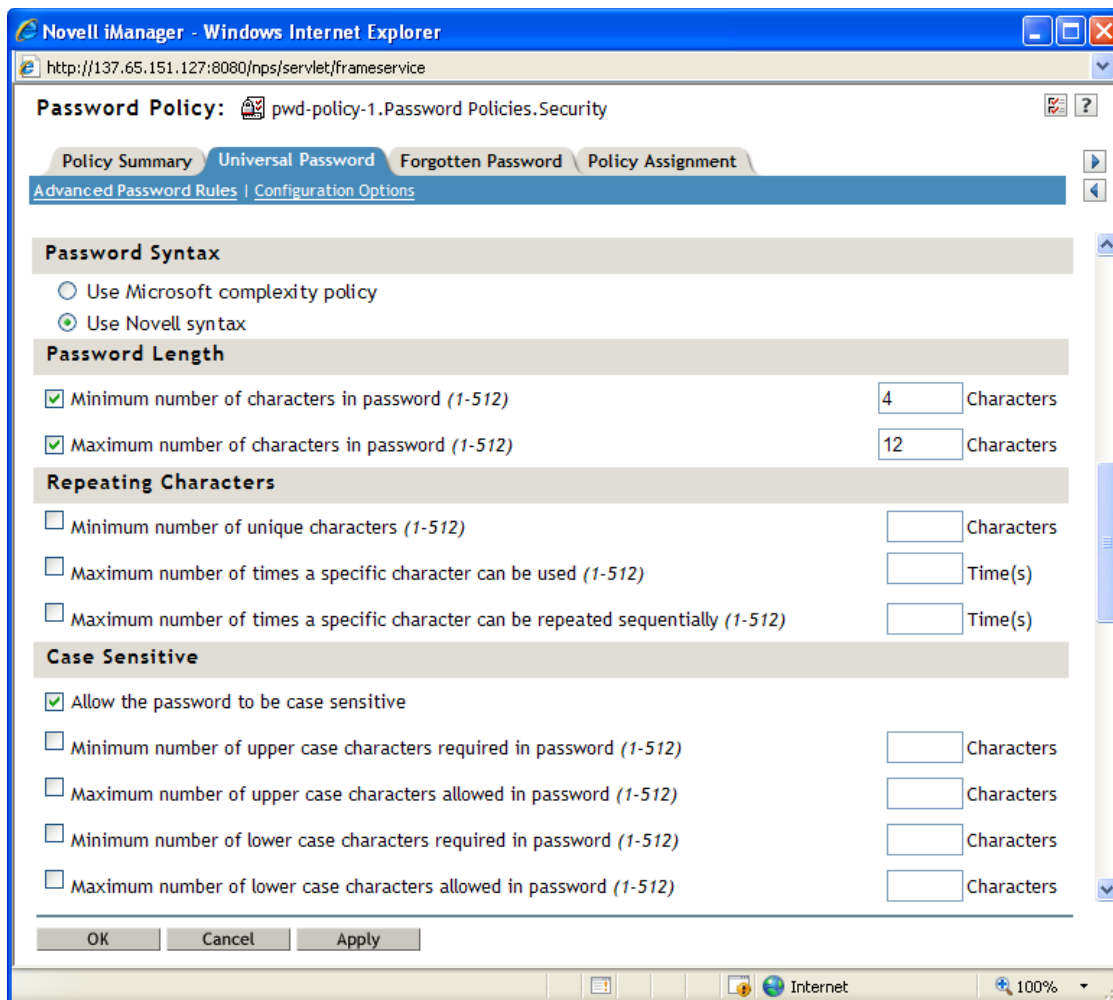 Novell iManager - Windows Internet Explorer
http://137.65.151.127:8080/nps/servlet/frameservice
Password Policy: pwd-policy-1.Password Policies.Security ?
Policy Summary Universal Password Forgotten Password Policy Assignment
Advanced Password Rules | Configuration Options
Password Syntax
Use Microsoft complexity policy
Use Novell syntax
Password Length
Minimum number of characters in password (1-512) 4 Characters
Maximum number of characters in password (1-512) 12 Characters
Repeating Characters
Minimum number of unique characters (1-512) Characters
Maximum number of times a specific character can be used (1-512) Time(s)
Maximum number of times a specific character can be repeated sequentially (1-512) Time(s)
Case Sensitive
Allow the password to be case sensitive
Minimum number of upper case characters required in password (1-512) Characters
Maximum number of upper case characters allowed in password (1-512) Characters
Minimum number of lower case characters required in password (1-512) Characters
Maximum number of lower case characters allowed in password (1-512) Characters
OK Cancel Apply
Internet 100%